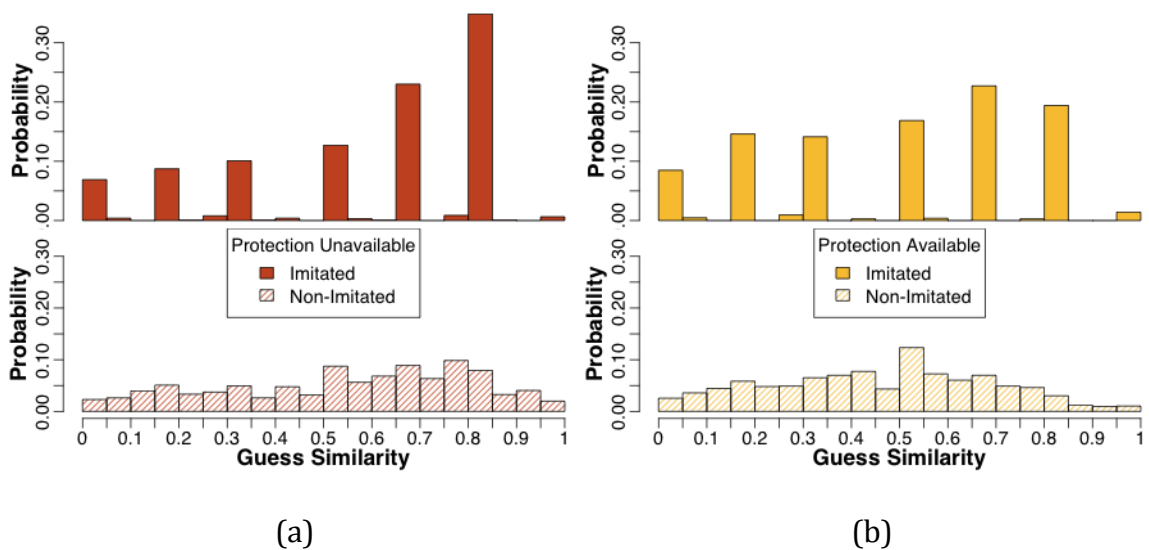 Probability
.00 0.10 0.20 0.30
Protection Unavailable
Imitated
Non-Imitated
Probability
0.00 0.10 0.20 0.30
0 0.1 0.2 0.3 0.4 0.5 0.6 0.7 0.8 0.9 1
Guess Similarity
(a)
Probability
.00 0.10 0.20 0.30
Protection Available
Imitated
Non-Imitated
Probability
0.00 0.10 0.20 0.30
0 0.1 0.2 0.3 0.4 0.5 0.6 0.7 0.8 0.9 1
Guess Similarity
(b)